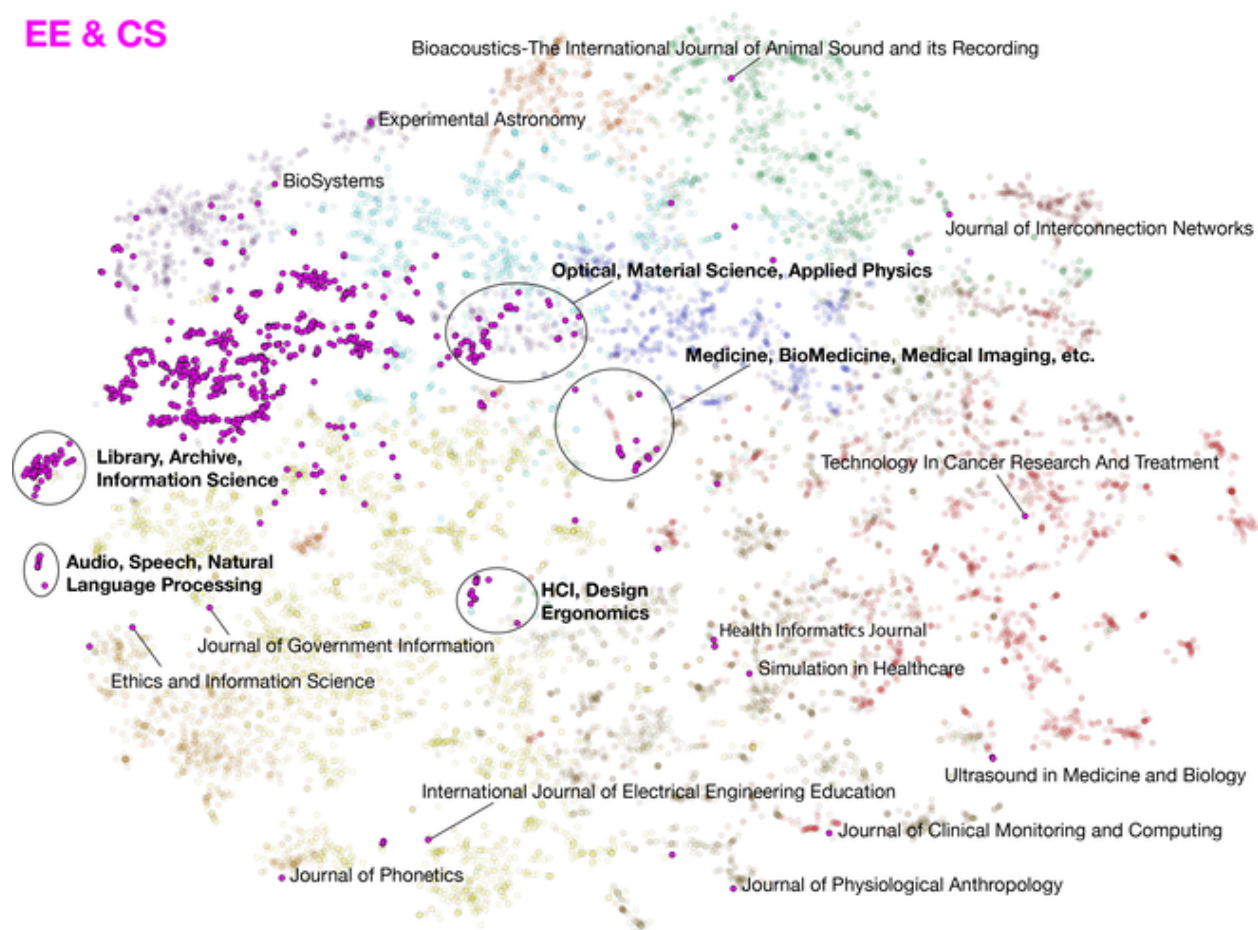 EE & CS
Bioacoustics-The International Journal of Animal Sound and its Recording
Experimental Astronomy
BioSystems
Journal of Interconnection Networks
Optical, Material Science, Applied Physics
Medicine, BioMedicine, Medical Imaging, etc.
Library, Archive,
Information Science
Technology In Cancer Research And Treatment
Audio, Speech, Natural
Language Processing
HCI, Design
Ergonomics
Journal of Government Information
Health Informatics Journal
Ethics and Information Science
Simulation in Healthcare
Ultrasound in Medicine and Biology
International Journal of Electrical Engineering Education
Journal of Clinical Monitoring and Computing
Journal of Phonetics
Journal of Physiological Anthropology